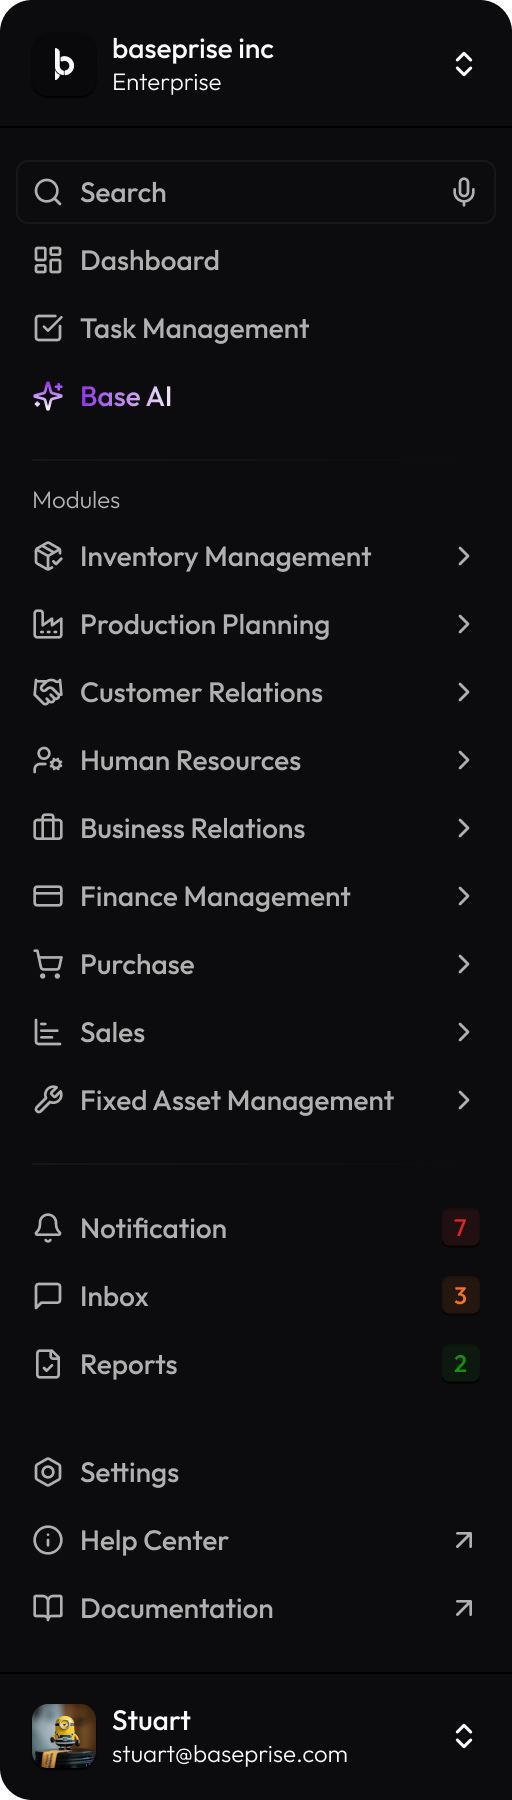 b
baseprise inc
Enterprise
Search
Dashboard
Task Management
Base AI
Modules
Inventory Management
Production Planning
Customer Relations
Human Resources
Business Relations
Finance Management
Purchase
Sales
Fixed Asset Management
Notification 7
Inbox 3
Reports 2
Settings
Help Center
Documentation
Stuart
stuart@baseprise.com